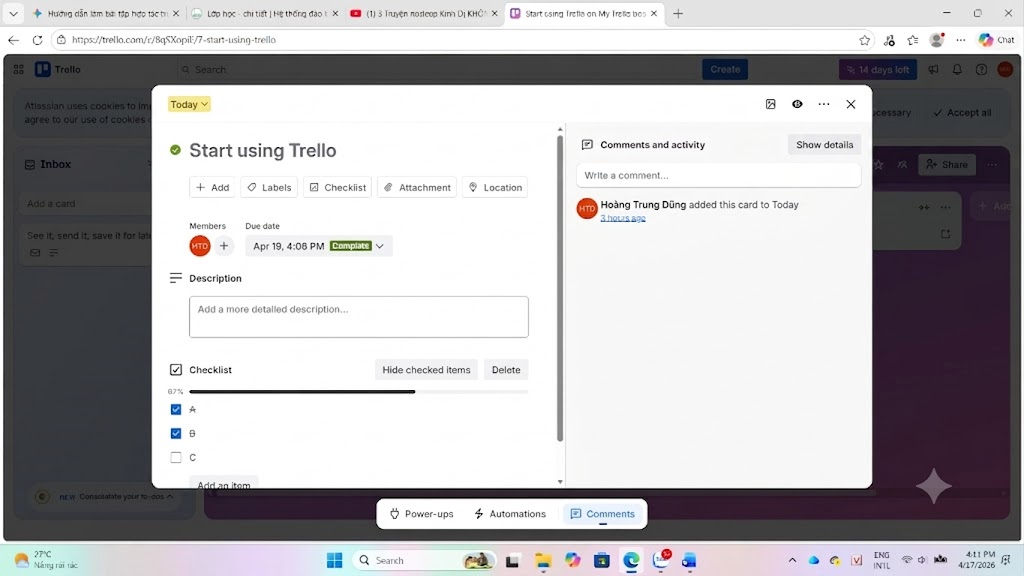 Hướng dẫn làm bài tập hợp tác tr
Lớp học - chi tiết | Hệ thống đào t
(1) 3 Truyện nosleep Kinh Dị KHÔ
Start using Trello on My Trello boa
https://trello.com/c/8qSXopiE/7-start-using-trello
Chat
Trello
Search
Create
14 days left
Atlassian uses cookies to imp
agree to our use of cookies
Accept all
Inbox
Add a card
See it, send it, save it for late
NEW Consolidate your to-dos
Share
Today
Start using Trello
Add
Labels
Checklist
Attachment
Location
Members
Due date
HTD
Apr 19, 4:06 PM Complete
Description
Add a more detailed description...
Checklist
Hide checked items
Delete
67%
A
B
C
Add an item
Comments and activity
Show details
Write a comment...
HTD
Hoàng Trung Dũng added this card to Today
3 hours ago
Power-ups
Automations
Comments
27°C
Nắng rải rác
Search
ENG
INTL
4:11 PM
4/17/2026